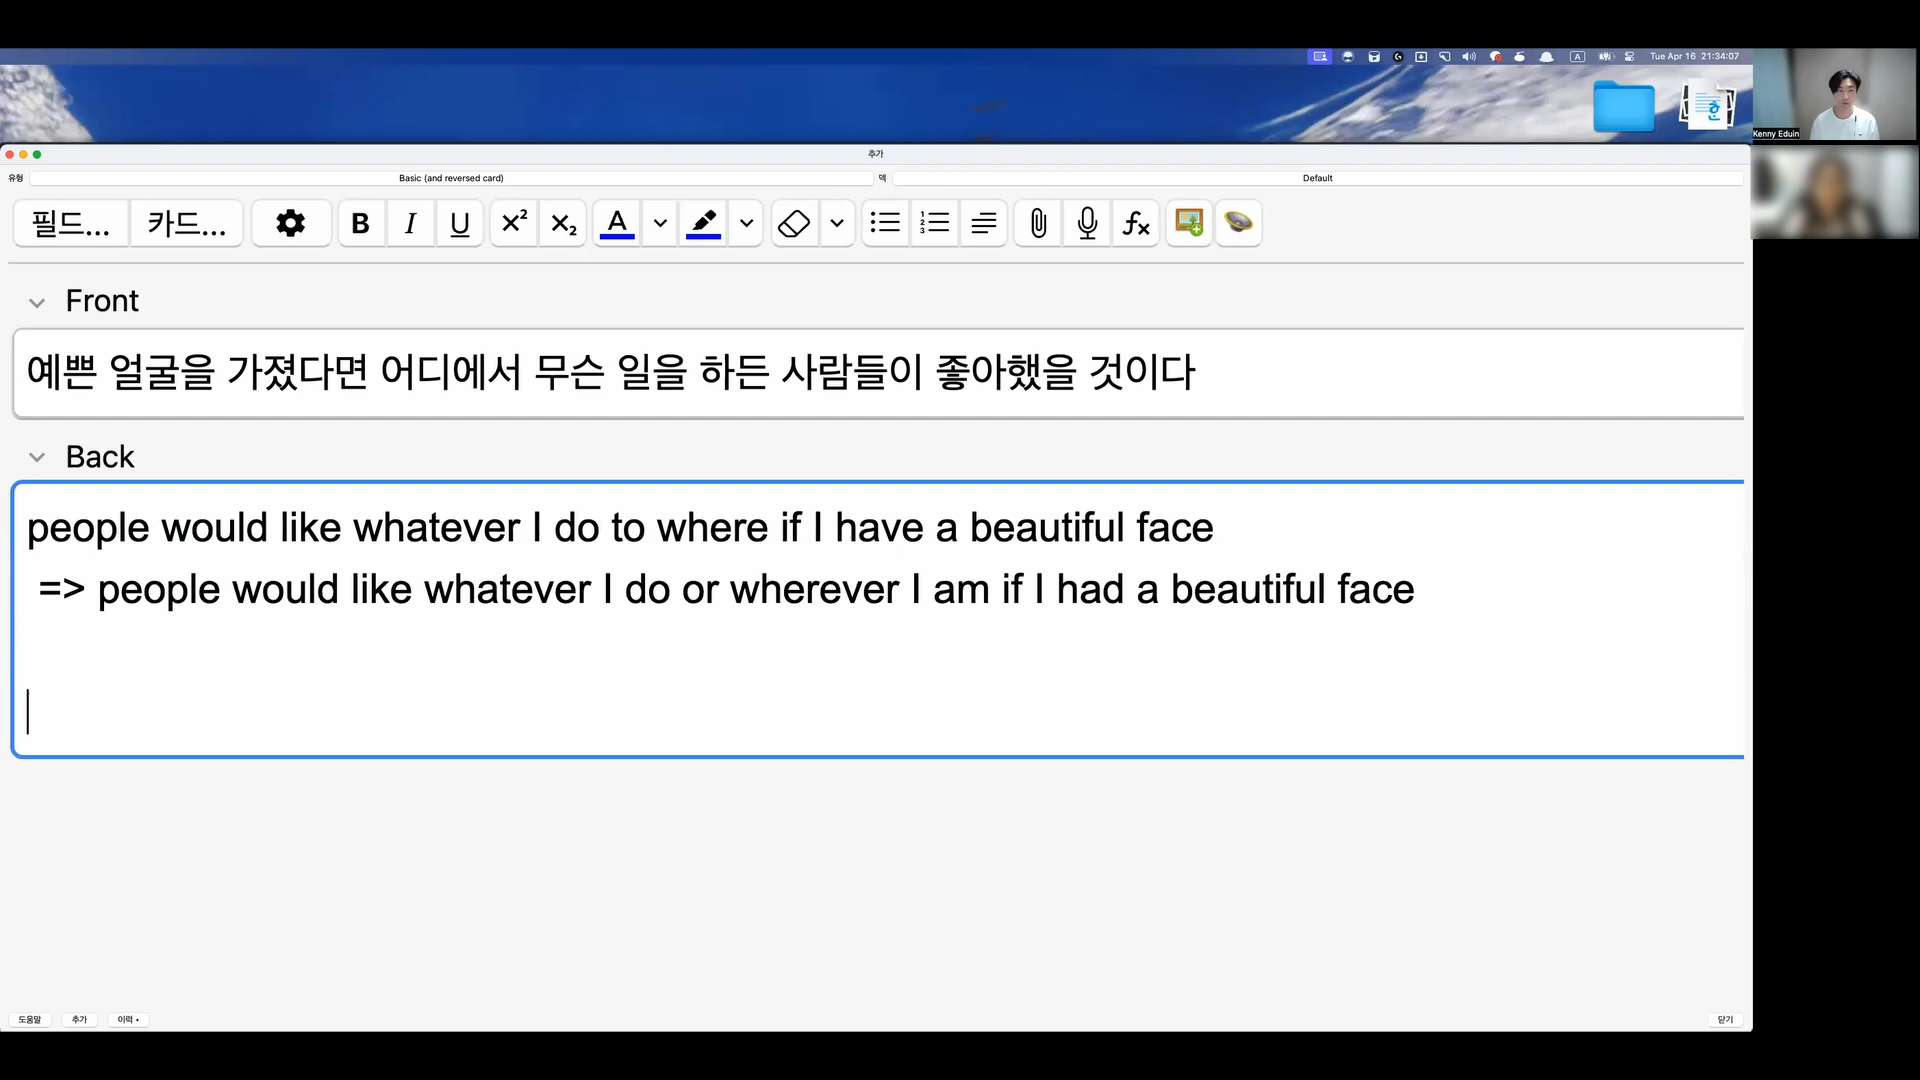 Tue Apr 16 21:34:07
Kenny Eduin
추가
유형
Basic (and reversed card)
덱
Default
필드...
카드...
Front
예쁜 얼굴을 가졌다면 어디에서 무슨 일을 하든 사람들이 좋아했을 것이다
Back
people would like whatever I do to where if I have a beautiful face
=> people would like whatever I do or wherever I am if I had a beautiful face
도움말
추가
이력
닫기